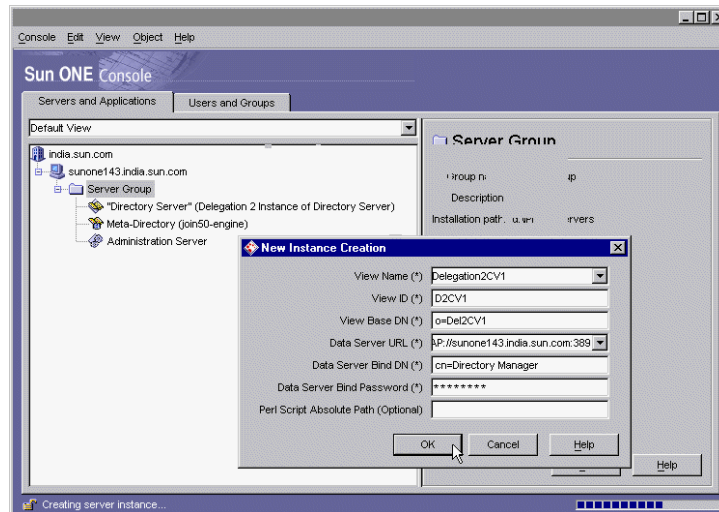 Console Edit View Object Help
Sun ONE Console
Servers and Applications
Users and Groups
Default View
india.sun.com
sunone143.india.sun.com
Server Group
"Directory Server" (Delegation 2 Instance of Directory Server)
Meta-Directory (join50-engine)
Administration Server
Server Group
Description
Installation path
New Instance Creation
View Name (*) Delegation2CV1
View ID (*) D2CV1
View Base DN (*) o=Del2CV1
Data Server URL (*) AP://sunone143.india.sun.com:389
Data Server Bind DN (*) cn=Directory Manager
Data Server Bind Password (*) ********
Perl Script Absolute Path (Optional)
OK Cancel Help
Help
Creating server instance...